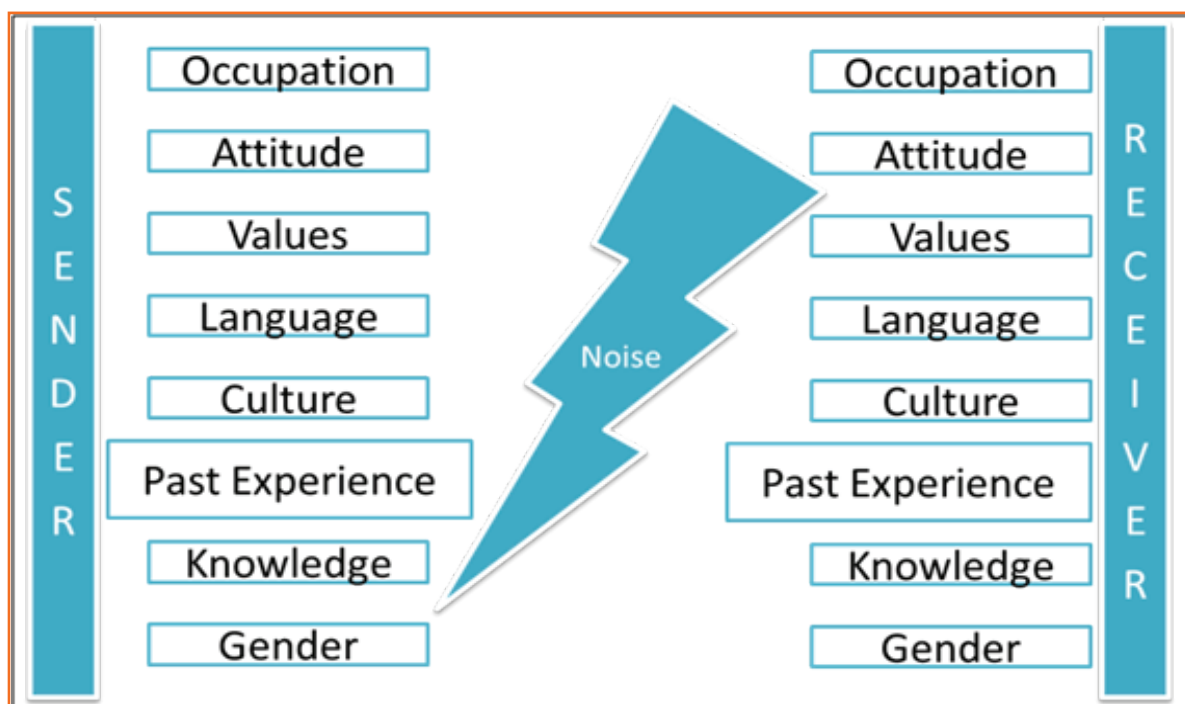 SENDER
Occupation
Attitude
Values
Language
Culture
Past Experience
Knowledge
Gender
Noise
Occupation
Attitude
Values
Language
Culture
Past Experience
Knowledge
Gender
RECEIVER